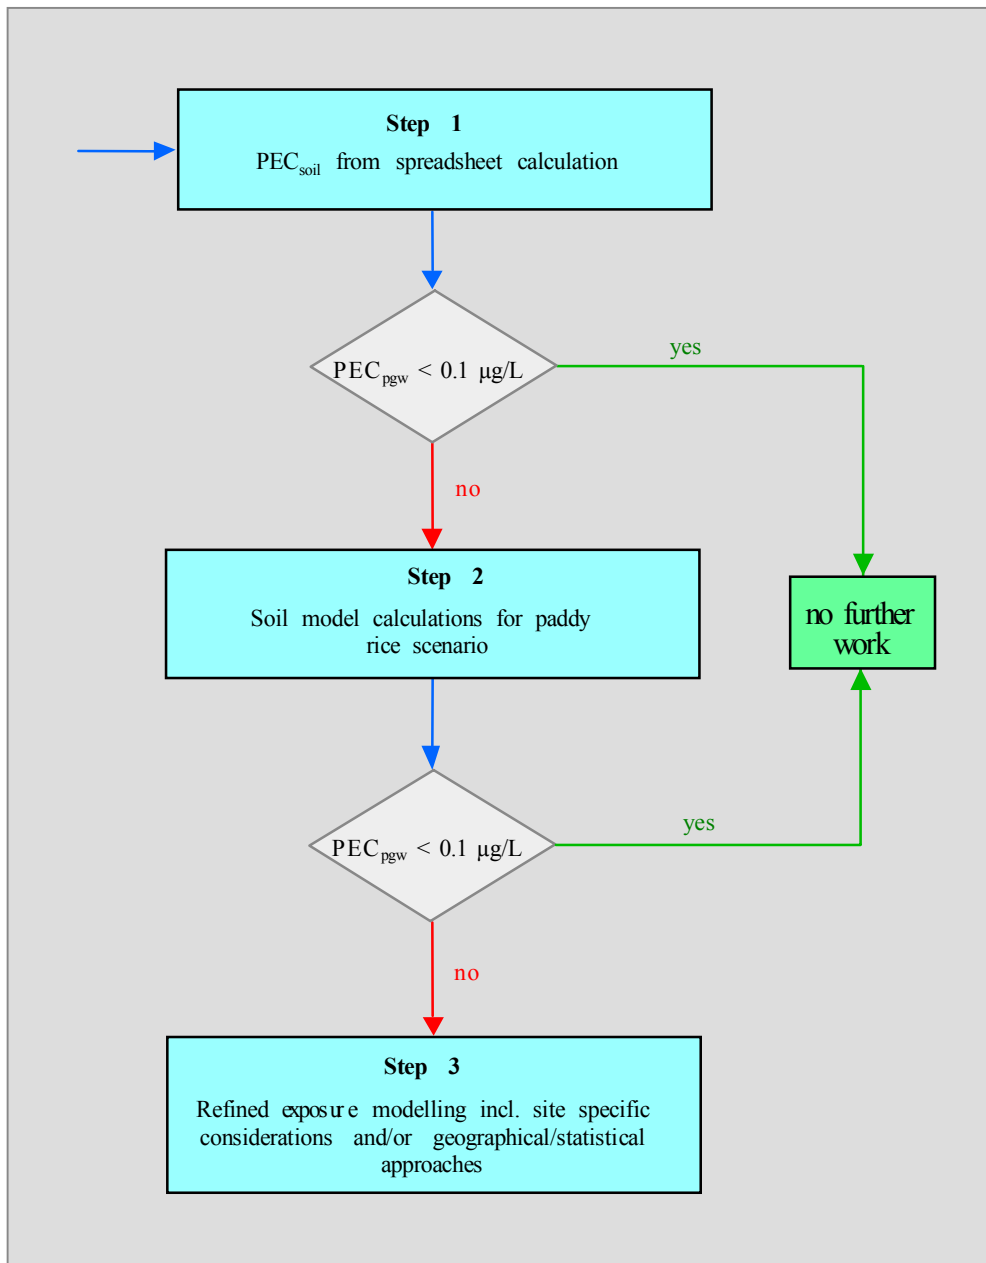 Step 1
PECsoil from spreadsheet calculation
PECpgw < 0.1 µg/L
yes
no
Step 2
Soil model calculations for paddy
rice scenario
no further
work
PECpgw < 0.1 µg/L
yes
no
Step 3
Refined exposure modelling incl. site specific
considerations and/or geographical/statistical
approaches